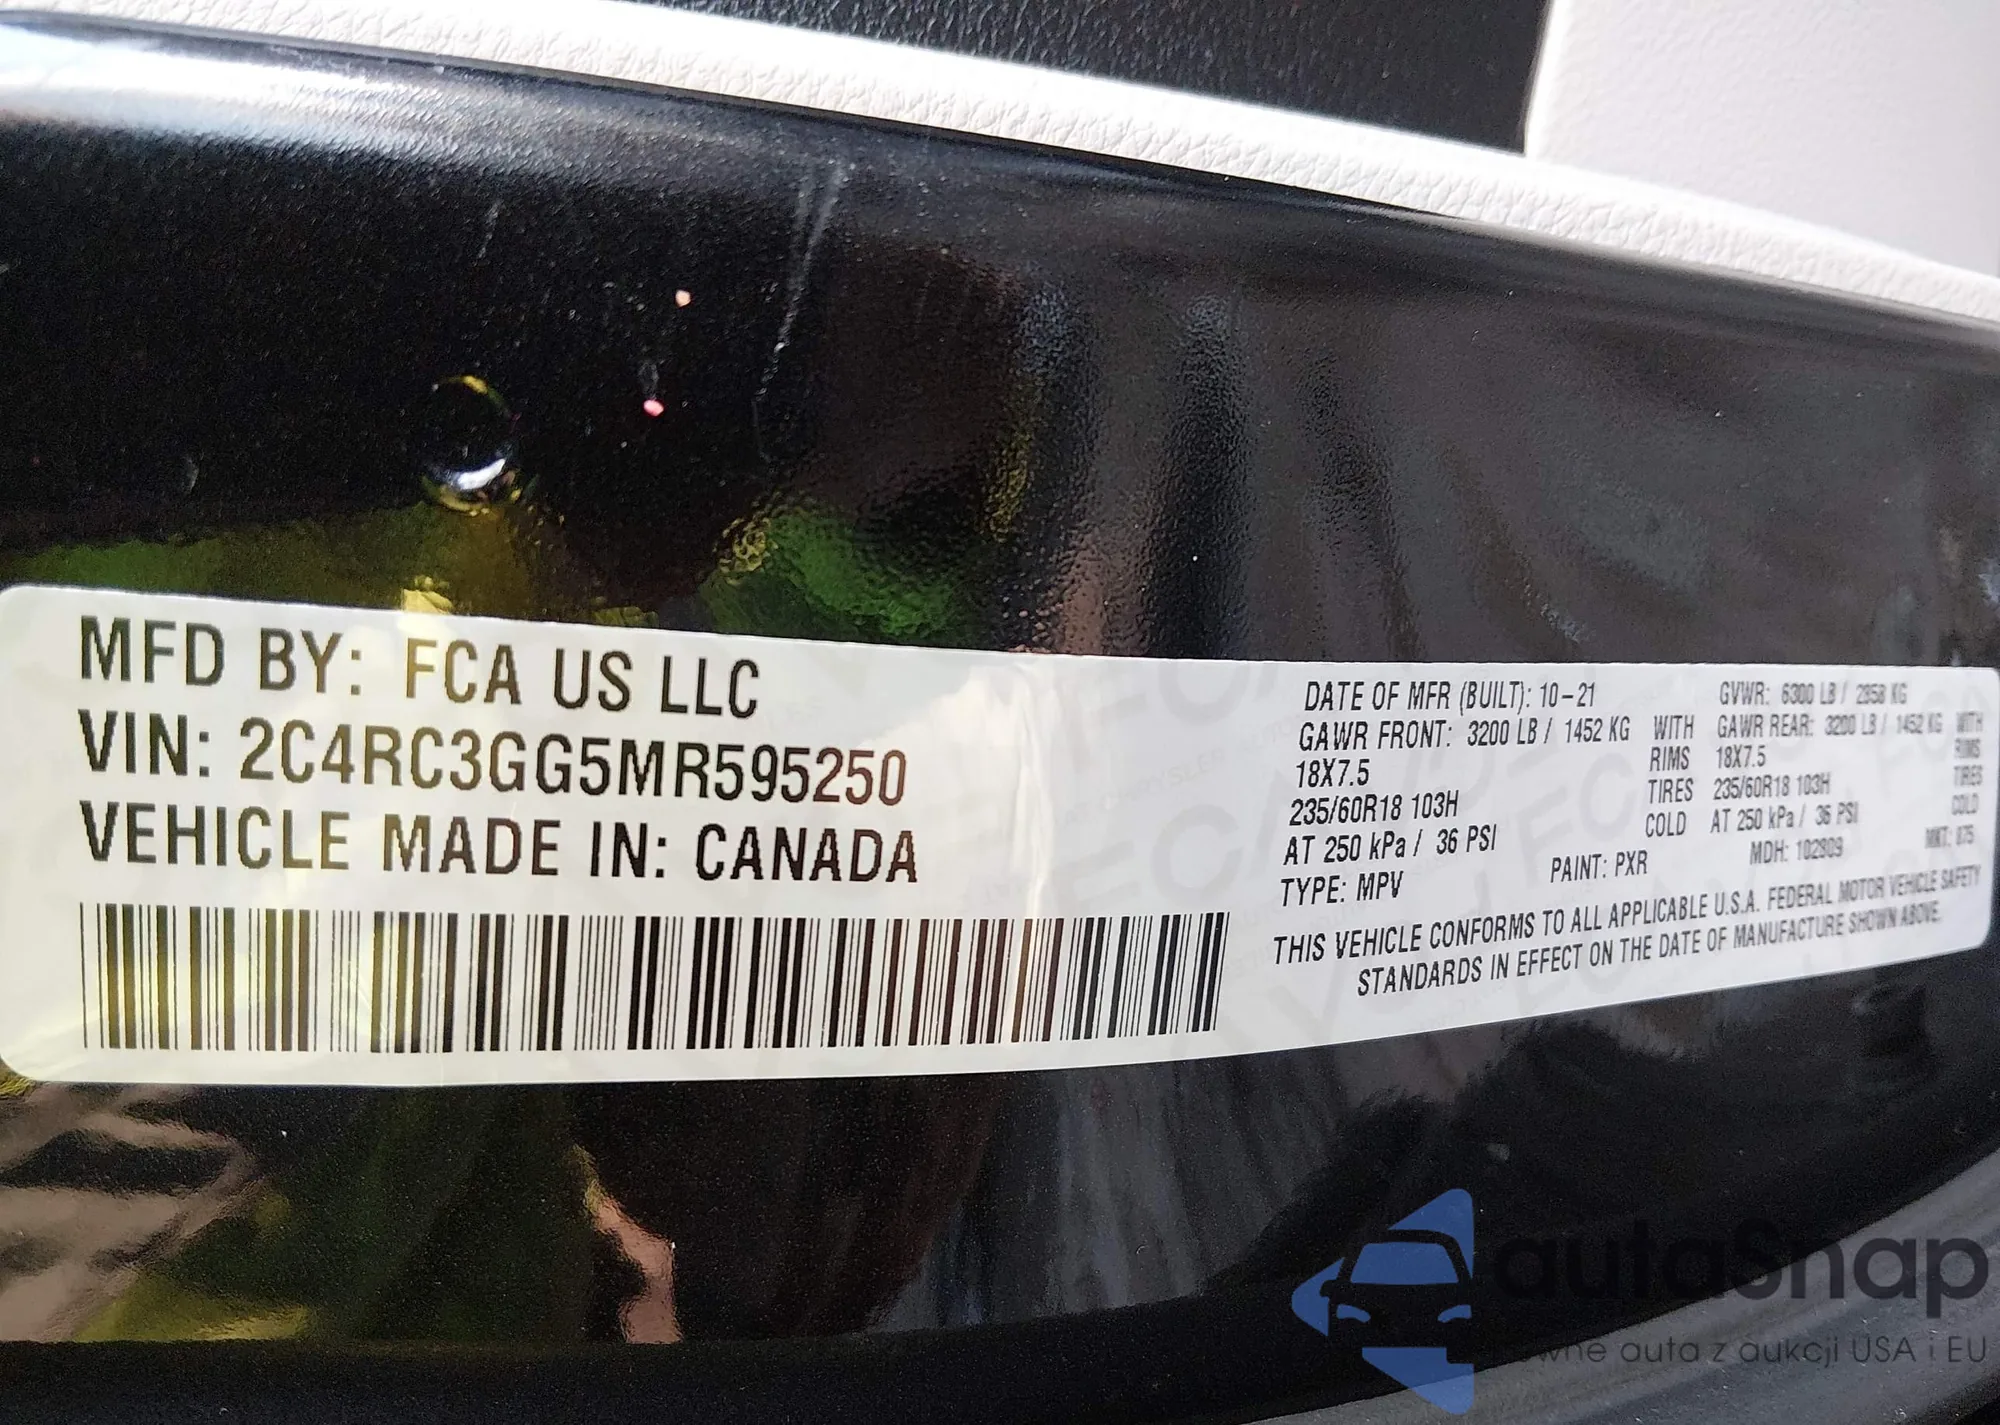 MFD BY: FCA US LLC
VIN: 2C4RC3GG5MR595250
VEHICLE MADE IN: CANADA
DATE OF MFR (BUILT): 10-21 GVWR: 6300 LB / 2858 KG
GAWR FRONT: 3200 LB / 1452 KG WITH GAWR REAR: 3200 LB / 1452 KG WITH
18X7.5 RIMS 18X7.5 RIMS
235/60R18 103H TIRES 235/60R18 103H TIRES
AT 250 kPa / 36 PSI COLD AT 250 kPa / 36 PSI COLD
TYPE: MPV PAINT: PXR MDH: 102809 MKT: 875
THIS VEHICLE CONFORMS TO ALL APPLICABLE U.S.A. FEDERAL MOTOR VEHICLE SAFETY
STANDARDS IN EFFECT ON THE DATE OF MANUFACTURE SHOWN ABOVE.
autaSnap
auta z aukcji USA i EU